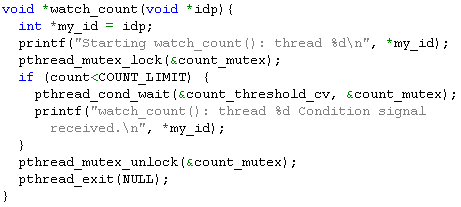 void *watch_count(void *idp){
  int *my_id = idp;
  printf("Starting watch_count(): thread %d\n", *my_id);
  pthread_mutex_lock(&count_mutex);
  if (count<COUNT_LIMIT) {
    pthread_cond_wait(&count_threshold_cv, &count_mutex);
    printf("watch_count(): thread %d Condition signal
      received.\n", *my_id);
  }
  pthread_mutex_unlock(&count_mutex);
  pthread_exit(NULL);
}